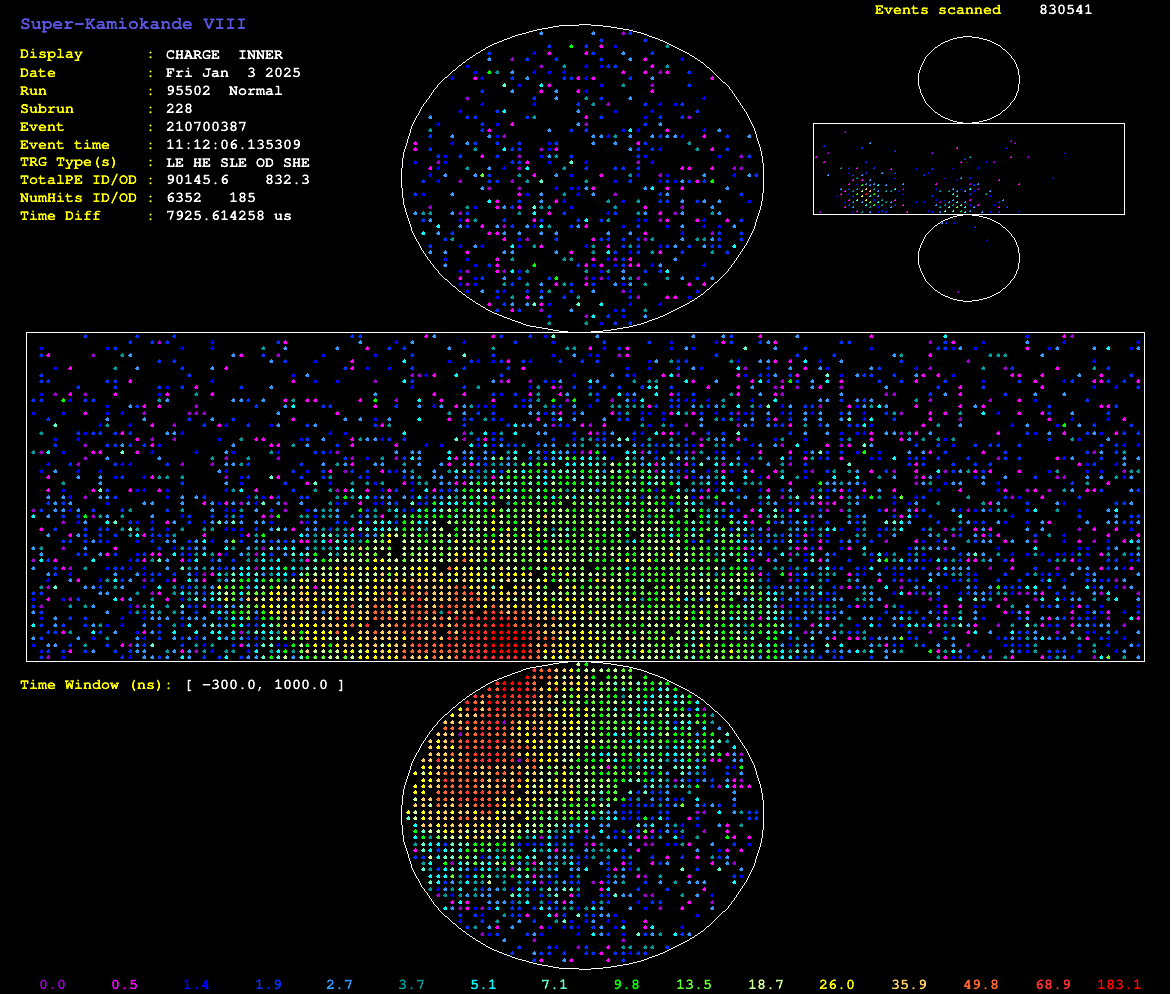 Super-Kamiokande VIII
Events scanned 830541
Display : CHARGE INNER
Date : Fri Jan 3 2025
Run : 95502 Normal
Subrun : 228
Event : 210700387
Event time : 11:12:06.135309
TRG Type(s) : LE HE SLE OD SHE
TotalPE ID/OD : 90145.6 832.3
NumHits ID/OD : 6352 185
Time Diff : 7925.614258 us
Time Window (ns): [ −300.0, 1000.0 ]
0.0 0.5 1.4 1.9 2.7 3.7 5.1 7.1 9.8 13.5 18.7 26.0 35.9 49.8 68.9 183.1